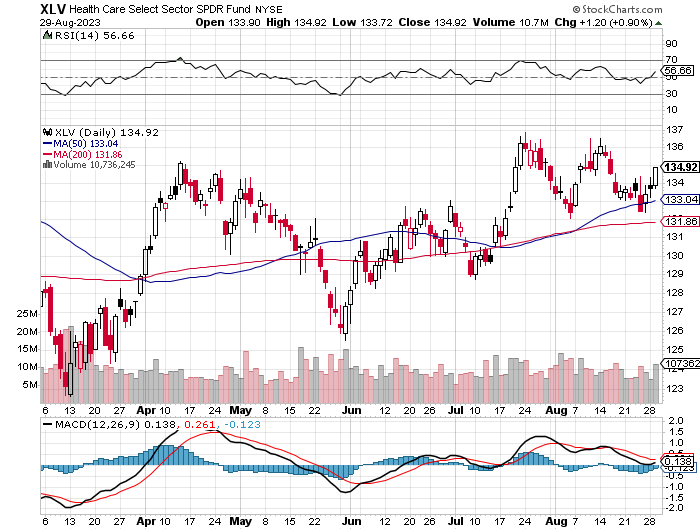 XLV Health Care Select Sector SPDR Fund NYSE © StockCharts.com
29-Aug-2023 Open 133.90 High 134.92 Low 133.72 Close 134.92 Volume 10.7M Chg +1.20 (+0.90%)
RSI(14) 56.66
90
70
56.66
50
30
10
XLV (Daily) 134.92
MA(50) 133.04
MA(200) 131.86
Volume 10,736,245
137
136
134.92
134
133.04
132
131.86
131
130
129
128
127
126
125
124
123
107362
25M
20M
15M
10M
5M
6 13 20 27 Apr 10 17 24 May 8 15 22 Jun 12 20 26 Jul 10 17 24 Aug 7 14 21 28
MACD(12,26,9) 0.138, 0.261, -0.123
2.0
1.5
1.0
0.5
0.138
-0.5
-1.0
-1.5
-2.0
6 13 20 27 Apr 10 17 24 May 8 15 22 Jun 12 20 26 Jul 10 17 24 Aug 7 14 21 28